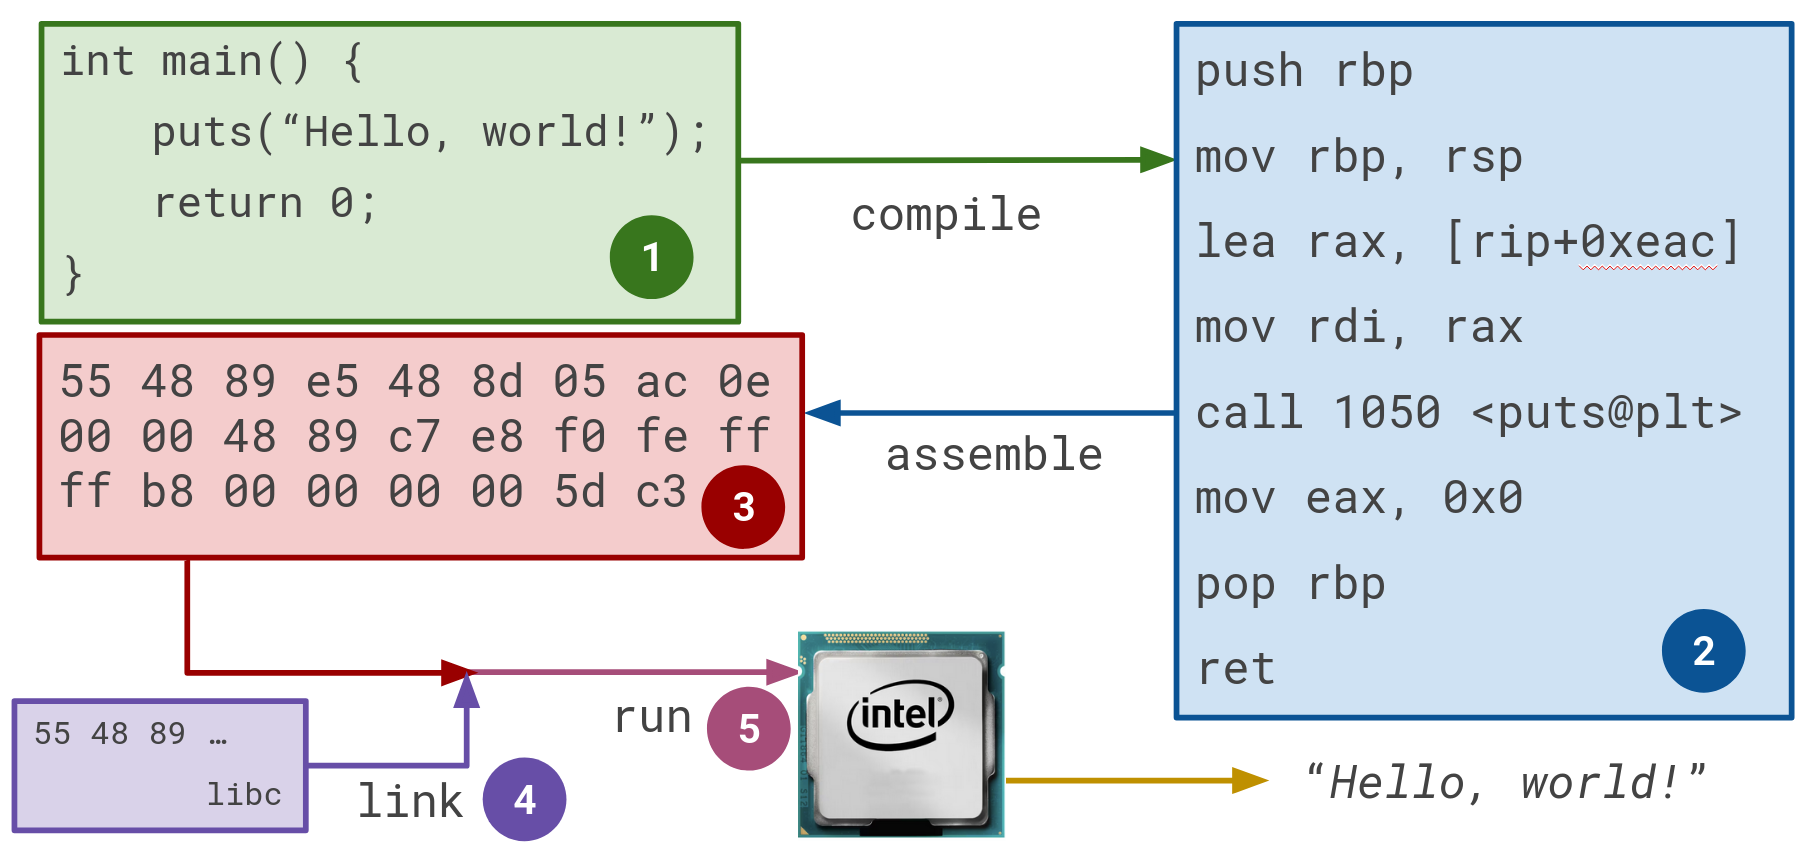 int main() {
puts(“Hello, world!”);
return 0;
}
1
compile
push rbp
mov rbp, rsp
lea rax, [rip+0xeac]
mov rdi, rax
call 1050 <puts@plt>
mov eax, 0x0
pop rbp
ret
2
assemble
55 48 89 e5 48 8d 05 ac 0e
00 00 48 89 c7 e8 f0 fe ff
ff b8 00 00 00 00 5d c3
3
55 48 89 …
libc
link
4
run
5
intel
“Hello, world!”